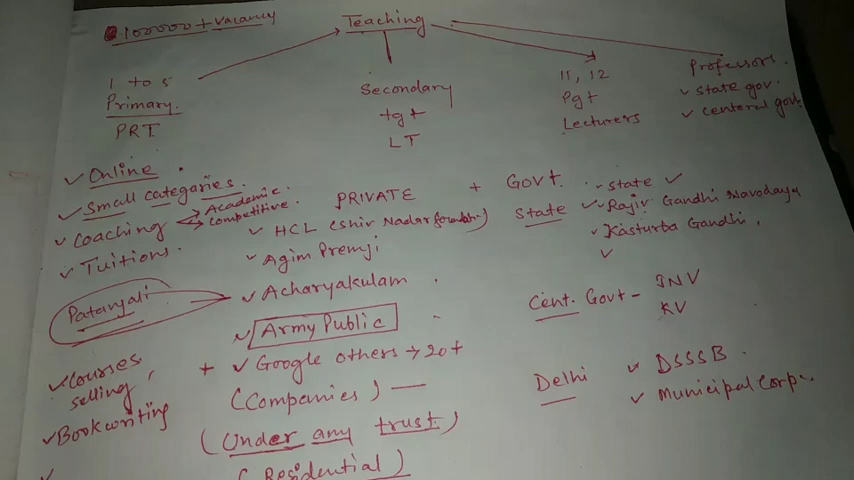 100000 + vacancy
Teaching
1 to 5
Primary.
PRT
Secondary
tgt
LT
11, 12
Pgt
Lecturers
Professors.
✓ state gov.
✓ centeral govt.
✓ Online
✓ Small categories.
✓ Coaching
Academic.
Competitive.
✓ Tuitions.
Patanjali
✓ Courses selling,
✓ Bookwriting
✓
PRIVATE + Govt.
✓ HCL (Shiv Nadar foundation)
✓ Agim Premji
✓ Acharyakulam
✓ Army Public
+ ✓ Google others → 20+
(Companies) —
(Under any trust)
(Residential)
State
- state ✓
✓ Rajiv Gandhi Navodaya
✓ Kasturba Gandhi.
✓
Cent. Govt - JNV
KV
Delhi
✓ DSSSB
✓ Municipal Corp.